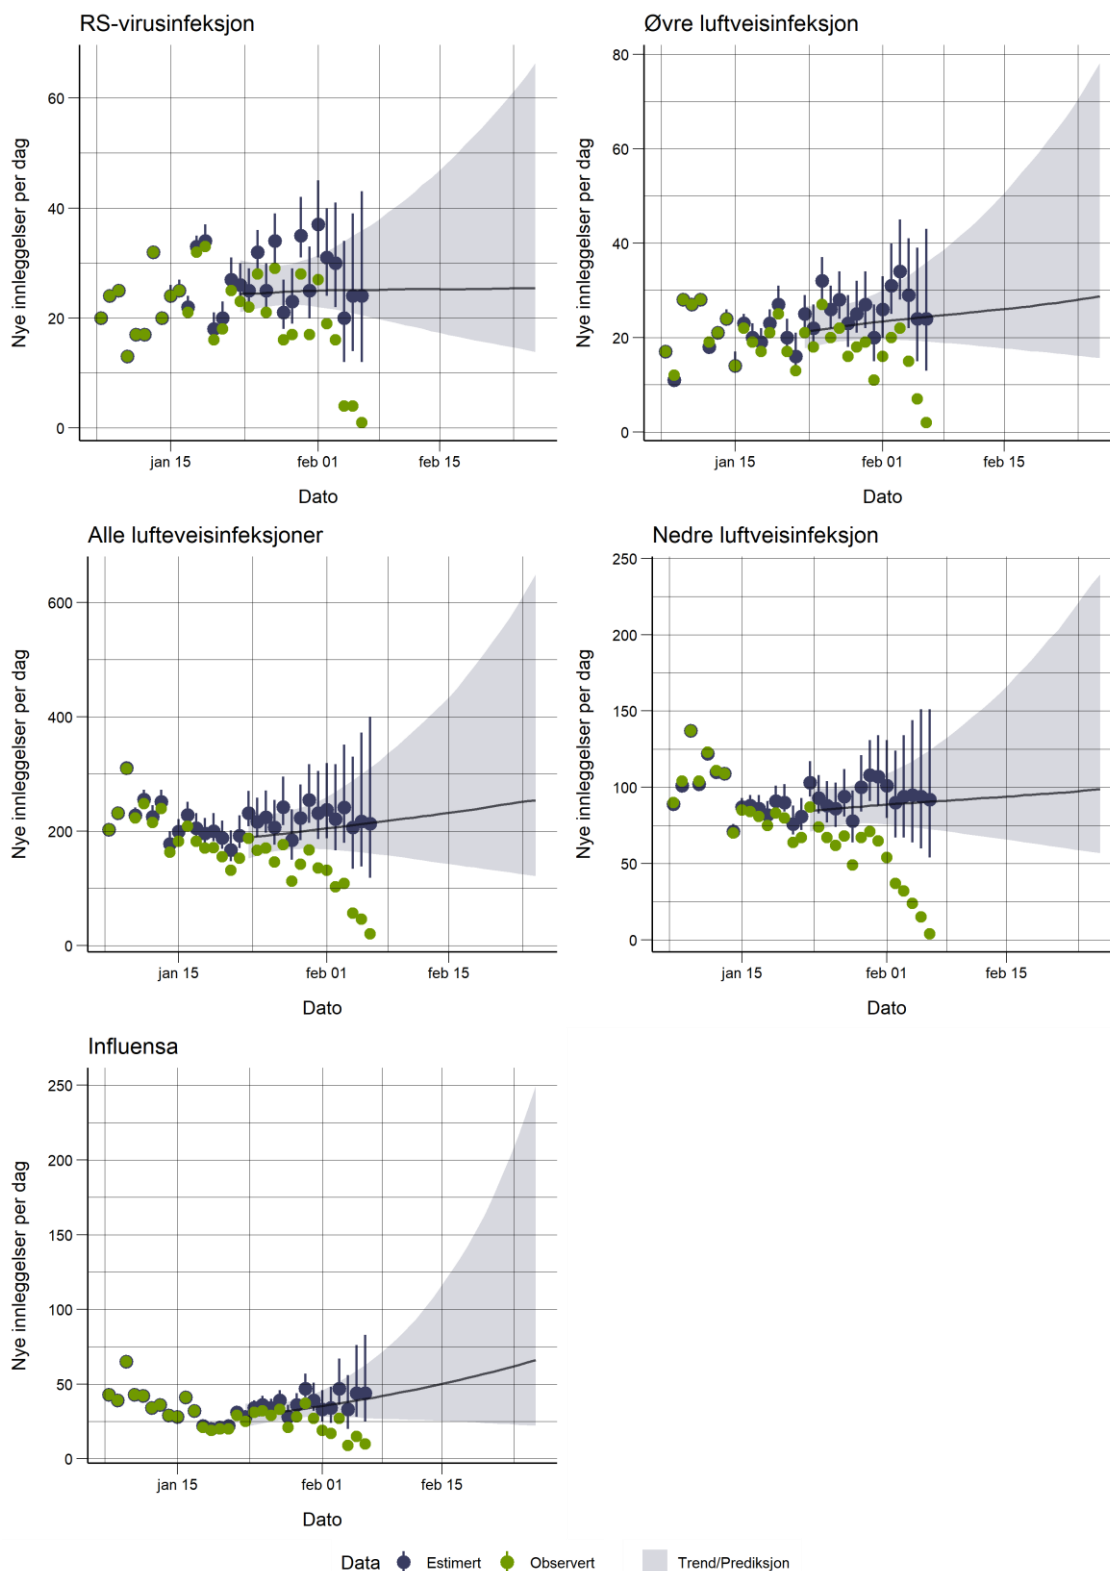 RS-virusinfeksjon
Nye innleggelser per dag
60
40
20
0
jan 15 feb 01 feb 15
Dato
Øvre luftveisinfeksjon
Nye innleggelser per dag
80
60
40
20
0
jan 15 feb 01 feb 15
Dato
Alle lufteveisinfeksjoner
Nye innleggelser per dag
600
400
200
0
jan 15 feb 01 feb 15
Dato
Nedre luftveisinfeksjon
Nye innleggelser per dag
250
200
150
100
50
0
jan 15 feb 01 feb 15
Dato
Influensa
Nye innleggelser per dag
250
200
150
100
50
0
jan 15 feb 01 feb 15
Dato
Data Estimert Observert Trend/Prediksjon